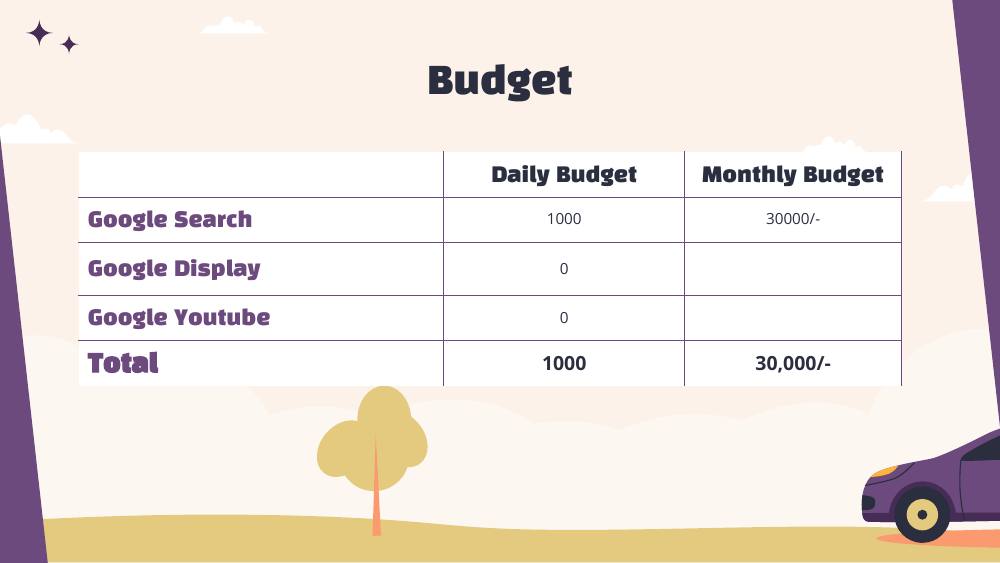 Budget
Daily Budget Monthly Budget
Google Search 1000 30000/-
Google Display 0
Google Youtube 0
Total 1000 30,000/-